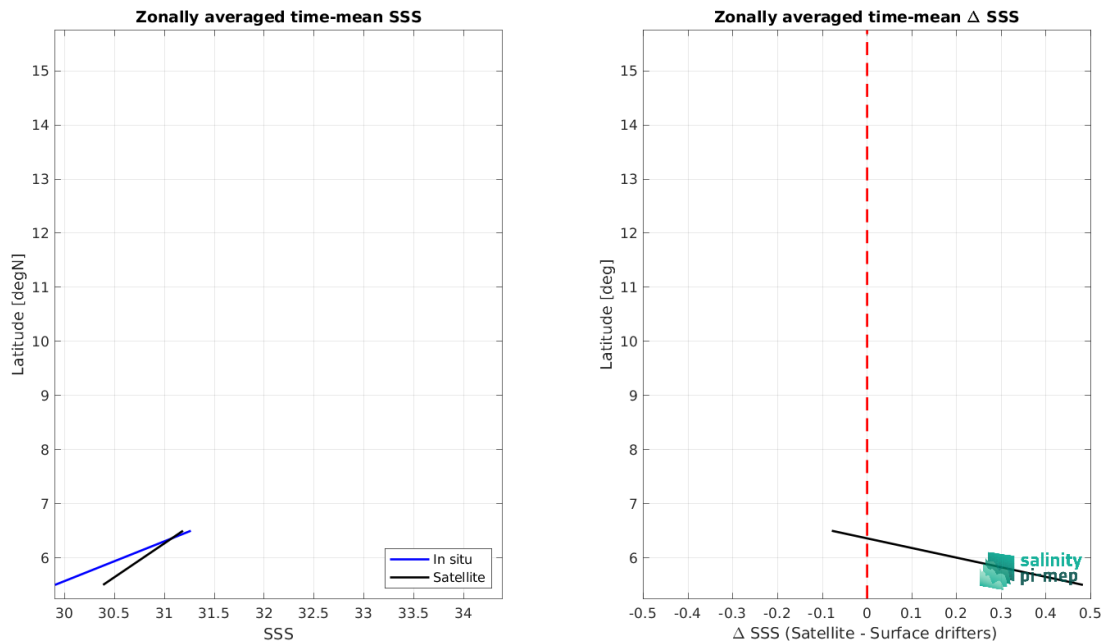 Zonally averaged time-mean SSS
15
14
13
12
11
10
9
8
7
6
Latitude [degN]
30 30.5 31 31.5 32 32.5 33 33.5 34
SSS
In situ
Satellite
Zonally averaged time-mean Δ SSS
15
14
13
12
11
10
9
8
7
6
Latitude [deg]
-0.5 -0.4 -0.3 -0.2 -0.1 0 0.1 0.2 0.3 0.4 0.5
Δ SSS (Satellite - Surface drifters)
salinity
pi-mep